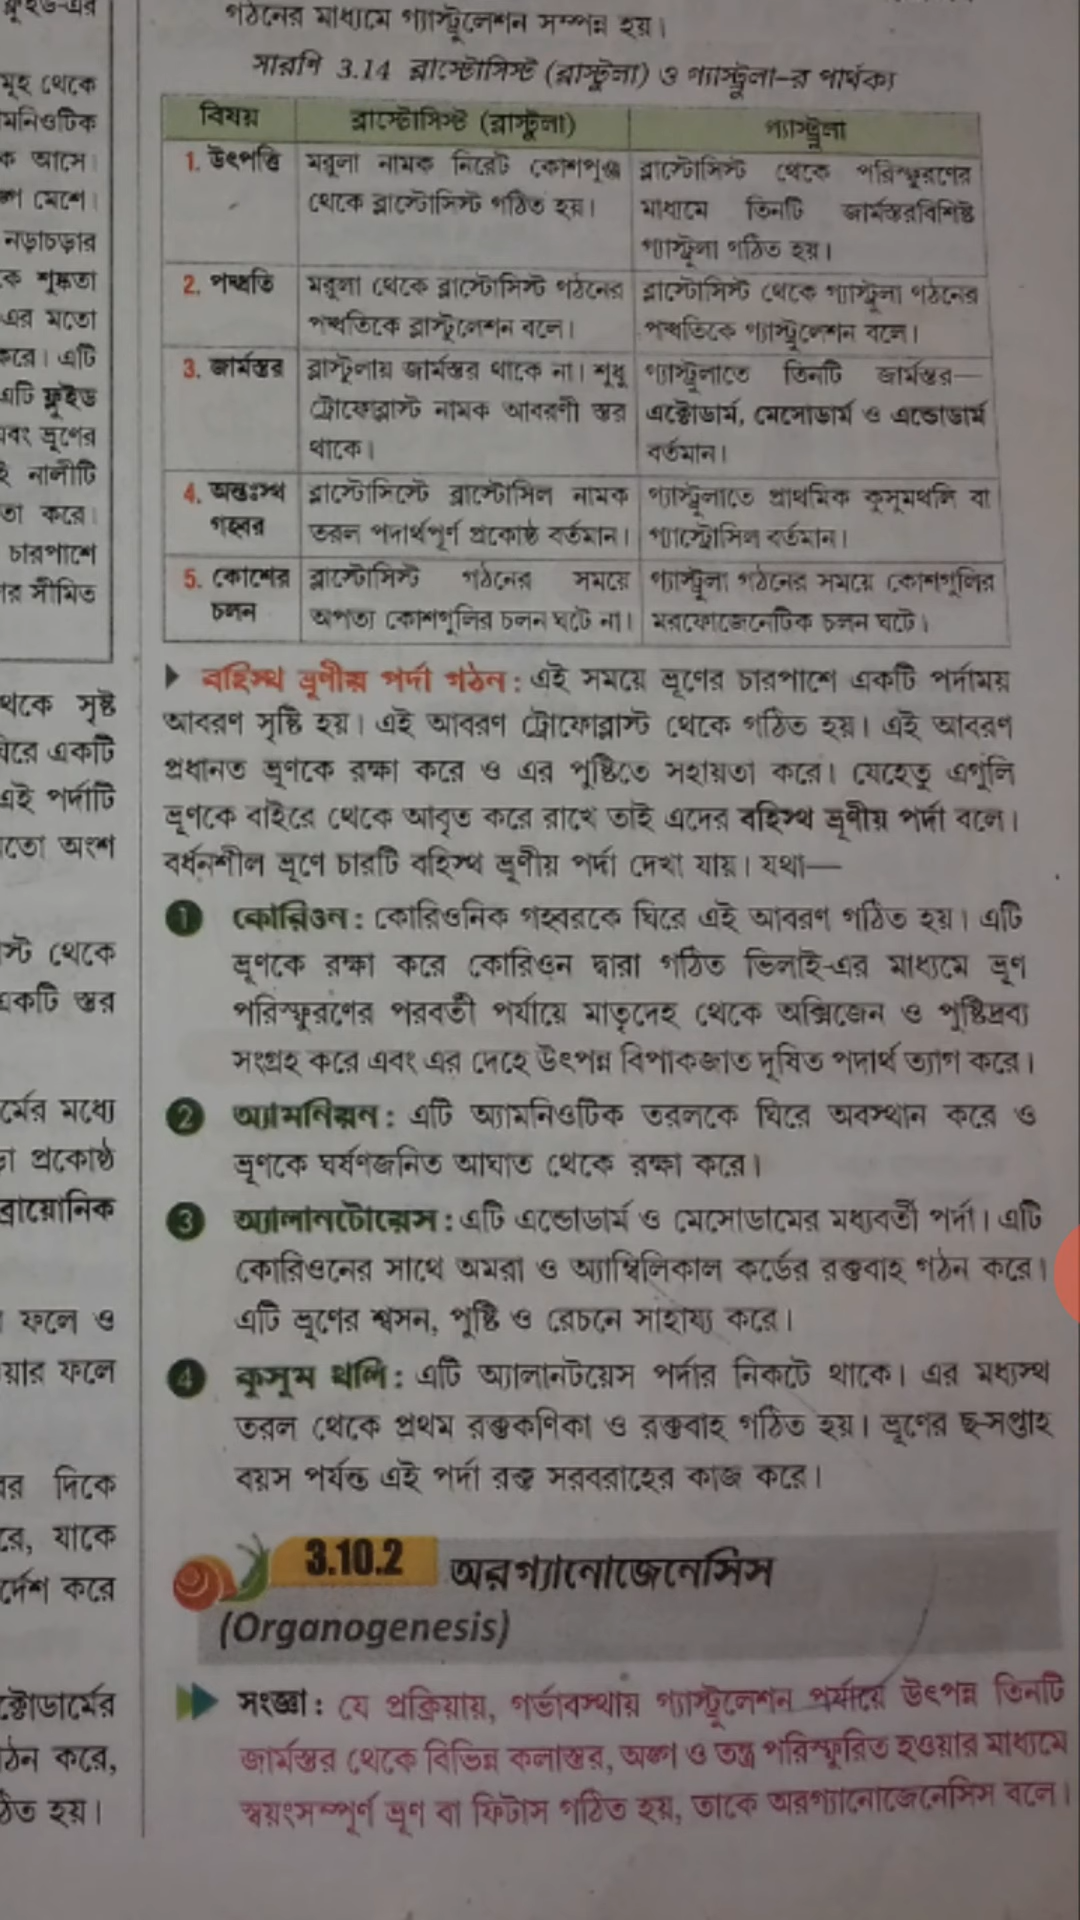 গঠনের মাধ্যমে গ্যাস্ট্রুলেশন সম্পন্ন হয়।
সারণি 3.14 ব্লাস্টোসিস্ট (ব্লাস্টুলা) ও গ্যাস্ট্রুলা-র পার্থক্য
বিষয় ব্লাস্টোসিস্ট (ব্লাস্টুলা) গ্যাস্ট্রুলা
1. উৎপত্তি মরুলা নামক নিরেট কোশপুঞ্জ ব্লাস্টোসিস্ট থেকে পরিস্ফুরণের
থেকে ব্লাস্টোসিস্ট গঠিত হয়। মাধ্যমে তিনটি জার্মস্তরবিশিষ্ট
গ্যাস্ট্রুলা গঠিত হয়।
2. পদ্ধতি মরুলা থেকে ব্লাস্টোসিস্ট গঠনের ব্লাস্টোসিস্ট থেকে গ্যাস্ট্রুলা গঠনের
পদ্ধতিকে ব্লাস্টুলেশন বলে। পদ্ধতিকে গ্যাস্ট্রুলেশন বলে।
3. জার্মস্তর ব্লাস্টুলায় জার্মস্তর থাকে না। শুধু গ্যাস্ট্রুলাতে তিনটি জার্মস্তর—
ট্রোফোব্লাস্ট নামক আবরণী স্তর এক্টোডার্ম, মেসোডার্ম ও এন্ডোডার্ম
থাকে। বর্তমান।
4. অন্তঃস্থ ব্লাস্টোসিস্টে ব্লাস্টোসিল নামক গ্যাস্ট্রুলাতে প্রাথমিক কুসুমথলি বা
গহ্বর তরল পদার্থপূর্ণ প্রকোষ্ঠ বর্তমান। গ্যাস্ট্রোসিল বর্তমান।
5. কোশের ব্লাস্টোসিস্ট গঠনের সময়ে গ্যাস্ট্রুলা গঠনের সময়ে কোশগুলির
চলন অপত্য কোশগুলির চলন ঘটে না। মরফোজেনেটিক চলন ঘটে।
বহিস্থ ভ্রূণীয় পর্দা গঠন : এই সময়ে ভ্রূণের চারপাশে একটি পর্দাময়
আবরণ সৃষ্টি হয়। এই আবরণ ট্রোফোব্লাস্ট থেকে গঠিত হয়। এই আবরণ
প্রধানত ভ্রূণকে রক্ষা করে ও এর পুষ্টিতে সহায়তা করে। যেহেতু এগুলি
ভ্রূণকে বাইরে থেকে আবৃত করে রাখে তাই এদের বহিস্থ ভ্রূণীয় পর্দা বলে।
বর্ধনশীল ভ্রূণে চারটি বহিস্থ ভ্রূণীয় পর্দা দেখা যায়। যথা—
1 কোরিওন : কোরিওনিক গহ্বরকে ঘিরে এই আবরণ গঠিত হয়। এটি
ভ্রূণকে রক্ষা করে কোরিওন দ্বারা গঠিত ভিলাই-এর মাধ্যমে ভ্রূণ
পরিস্ফুরণের পরবর্তী পর্যায়ে মাতৃদেহ থেকে অক্সিজেন ও পুষ্টিদ্রব্য
সংগ্রহ করে এবং এর দেহে উৎপন্ন বিপাকজাত দূষিত পদার্থ ত্যাগ করে।
2 অ্যামনিয়ন : এটি অ্যামনিওটিক তরলকে ঘিরে অবস্থান করে ও
ভ্রূণকে ঘর্ষণজনিত আঘাত থেকে রক্ষা করে।
3 অ্যালানটোয়েস : এটি এন্ডোডার্ম ও মেসোডামের মধ্যবর্তী পর্দা। এটি
কোরিওনের সাথে অমরা ও অ্যাম্বিলিকাল কর্ডের রক্তবাহ গঠন করে।
এটি ভ্রূণের শ্বসন, পুষ্টি ও রেচনে সাহায্য করে।
4 কুসুম থলি : এটি অ্যালানটয়েস পর্দার নিকটে থাকে। এর মধ্যস্থ
তরল থেকে প্রথম রক্তকণিকা ও রক্তবাহ গঠিত হয়। ভ্রূণের ছ-সপ্তাহ
বয়স পর্যন্ত এই পর্দা রক্ত সরবরাহের কাজ করে।
3.10.2 অরগ্যানোজেনেসিস
(Organogenesis)
সংজ্ঞা : যে প্রক্রিয়ায়, গর্ভাবস্থায় গ্যাস্ট্রুলেশন পর্যায়ে উৎপন্ন তিনটি
জার্মস্তর থেকে বিভিন্ন কলাস্তর, অঙ্গ ও তন্ত্র পরিস্ফুরিত হওয়ার মাধ্যমে
স্বয়ংসম্পূর্ণ ভ্রূণ বা ফিটাস গঠিত হয়, তাকে অরগ্যানোজেনেসিস বলে।